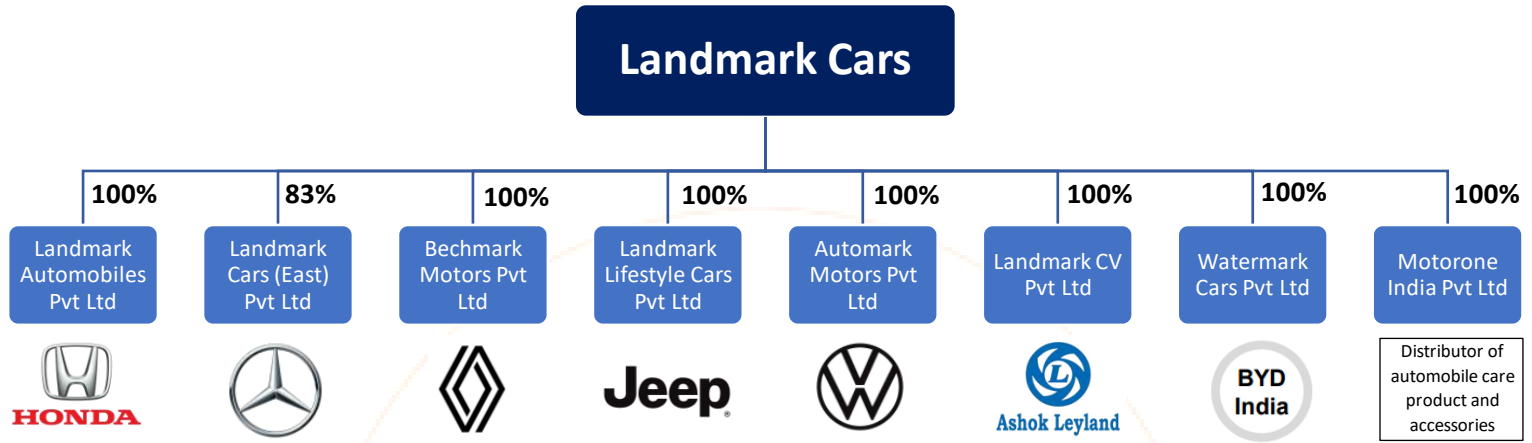 Landmark Cars
100%
83%
100%
100%
100%
100%
100%
100%
Landmark
Automobiles
Pvt Ltd
Landmark
Cars (East)
Pvt Ltd
Bechmark
Motors Pvt
Ltd
Landmark
Lifestyle Cars
Pvt Ltd
Automark
Motors Pvt
Ltd
Landmark CV
Pvt Ltd
Watermark
Cars Pvt Ltd
Motorone
India Pvt Ltd
HONDA
Jeep
L
Ashok Leyland
BYD
India
Distributor of
automobile care
product and
accessories